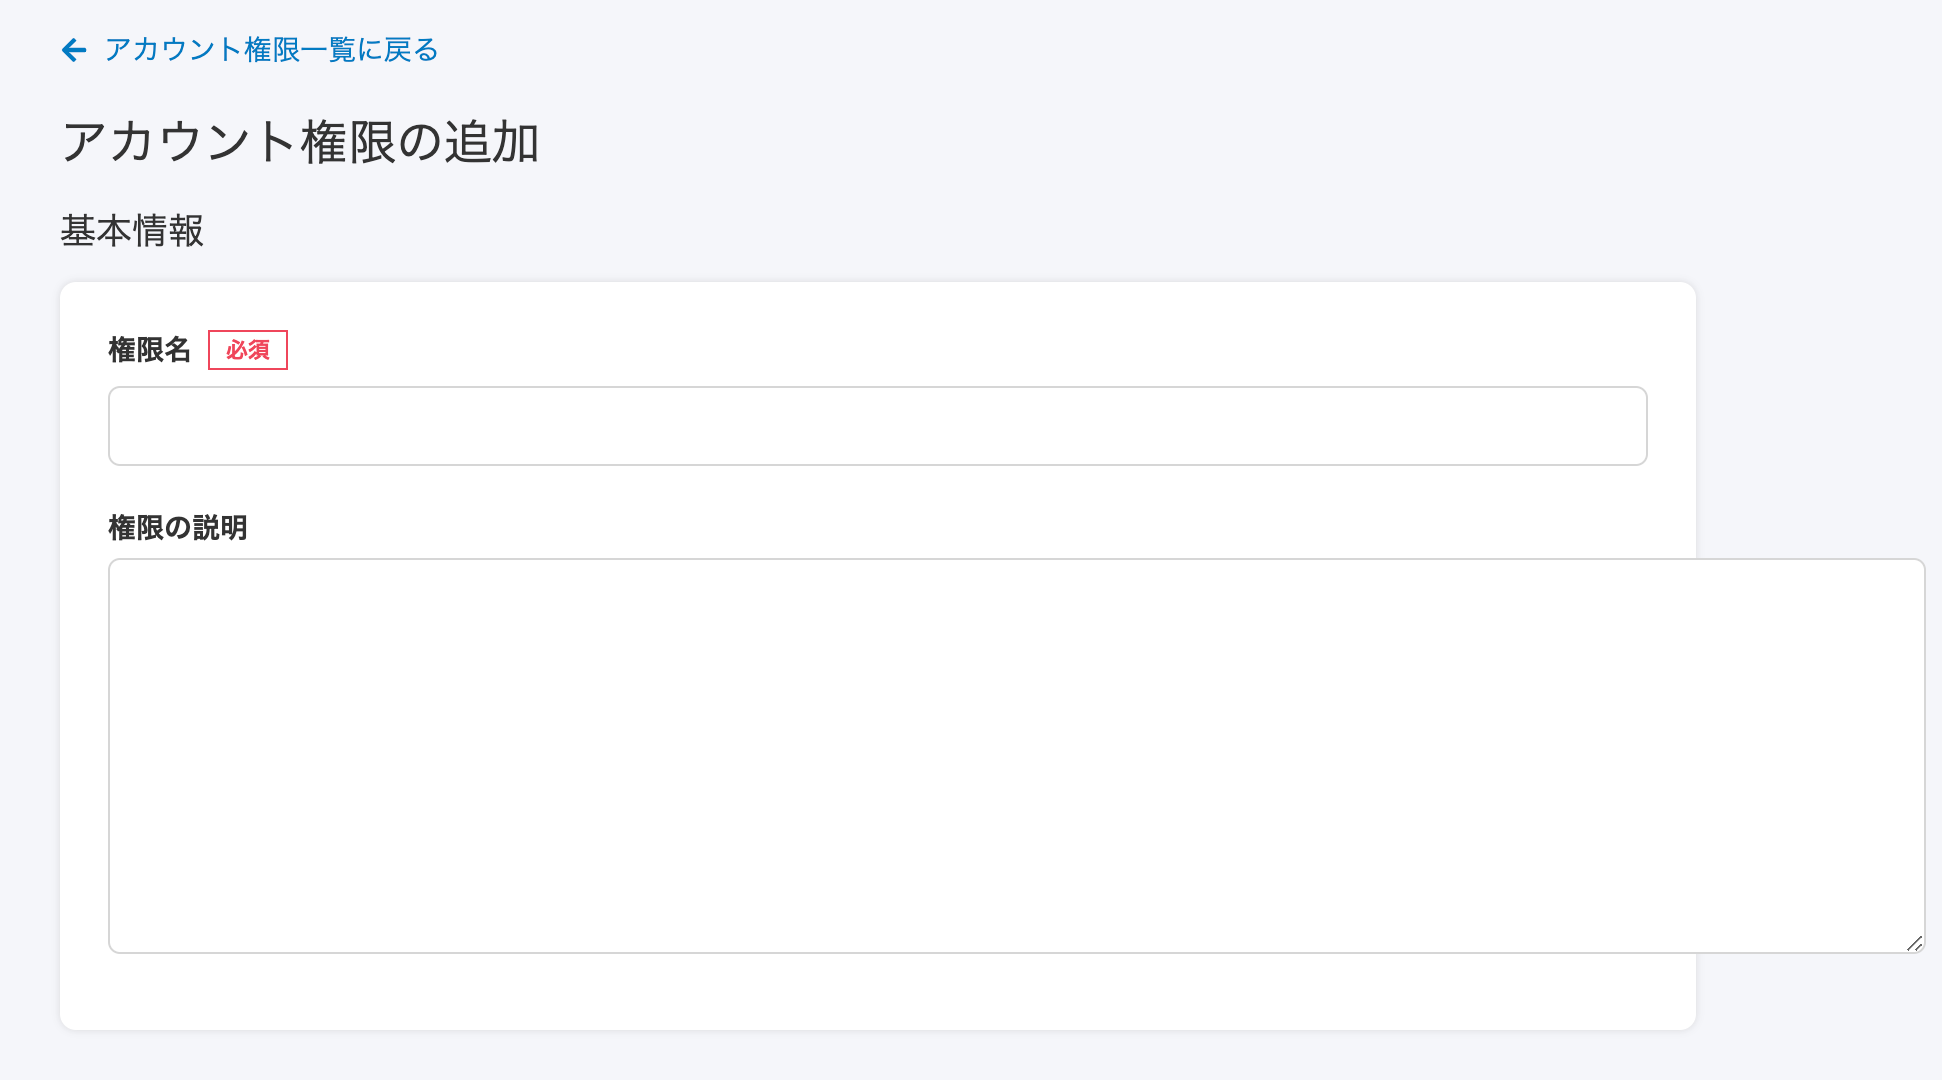 アカウント権限一覧に戻る
アカウント権限の追加
基本情報
権限名 必須
権限の説明